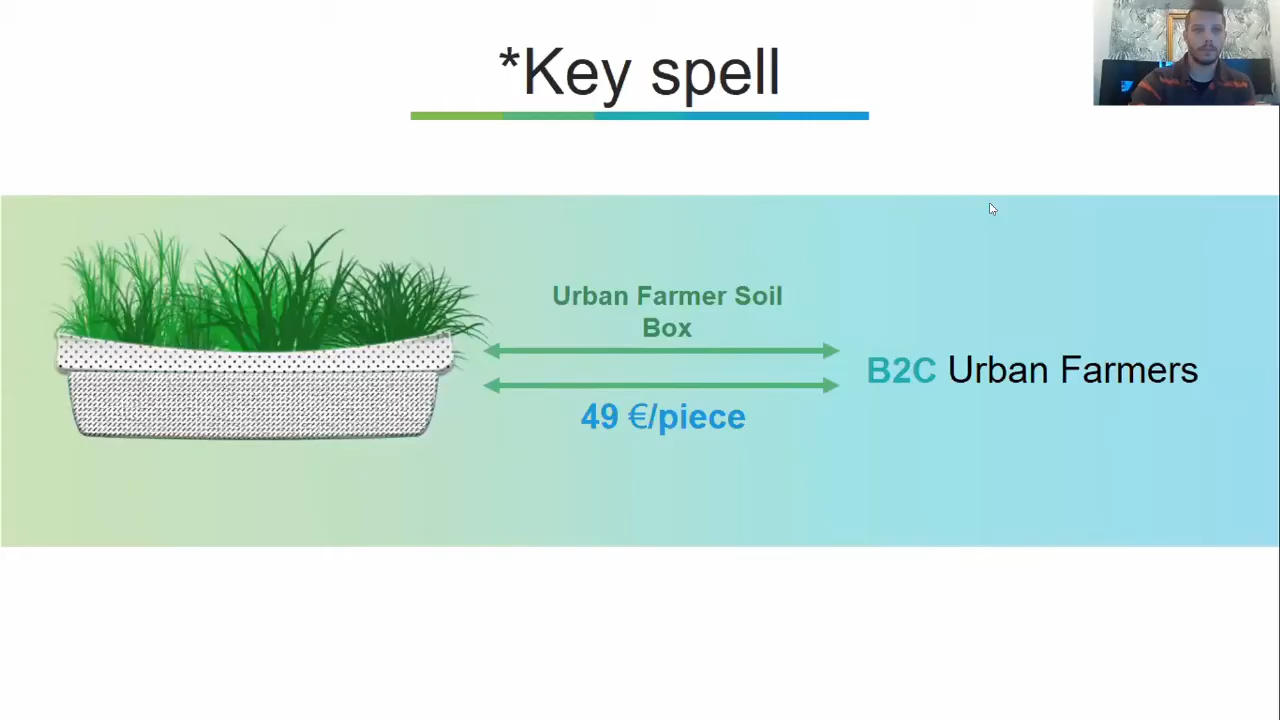 *Key spell
Urban Farmer Soil
Box
B2C Urban Farmers
49 €/piece